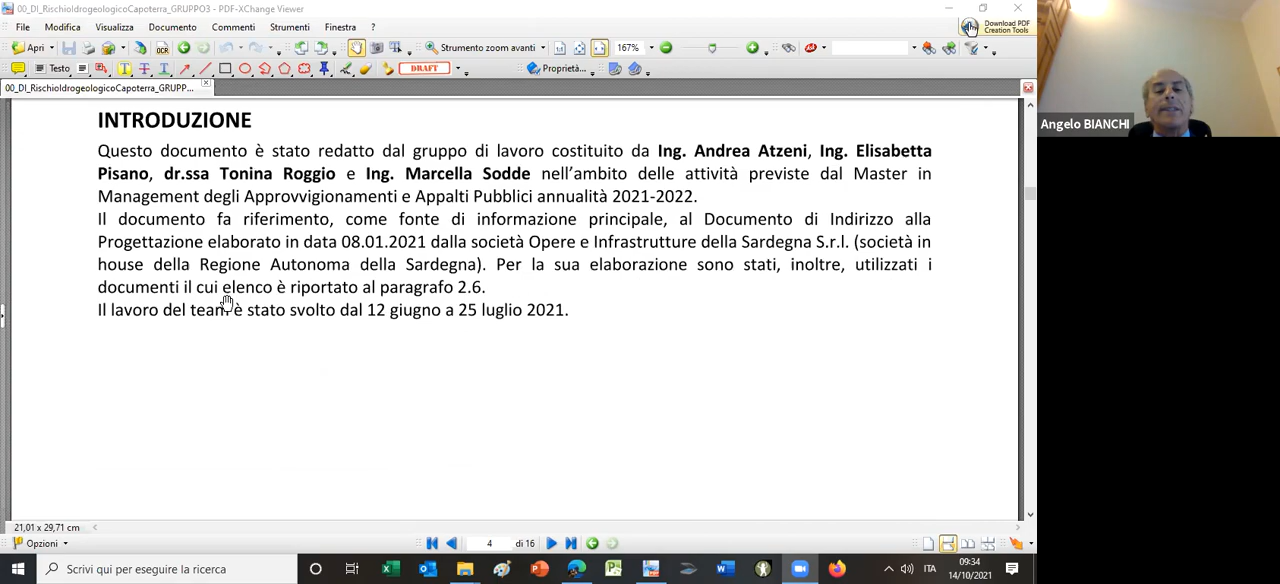 00_DI_RischioIdrogeologicoCapoterra_GRUPPO3 - PDF-XChange Viewer
File Modifica Visualizza Documento Commenti Strumenti Finestra ?
Download PDF
Creation Tools
Apri OCR Strumento zoom avanti 167%
Testo DRAFT Proprietà...
00_DI_RischioIdrogeologicoCapoterra_GRUPP...
INTRODUZIONE
Questo documento è stato redatto dal gruppo di lavoro costituito da Ing. Andrea Atzeni, Ing. Elisabetta
Pisano, dr.ssa Tonina Roggio e Ing. Marcella Sodde nell’ambito delle attività previste dal Master in
Management degli Approvvigionamenti e Appalti Pubblici annualità 2021-2022.
Il documento fa riferimento, come fonte di informazione principale, al Documento di Indirizzo alla
Progettazione elaborato in data 08.01.2021 dalla società Opere e Infrastrutture della Sardegna S.r.l. (società in
house della Regione Autonoma della Sardegna). Per la sua elaborazione sono stati, inoltre, utilizzati i
documenti il cui elenco è riportato al paragrafo 2.6.
Il lavoro del team è stato svolto dal 12 giugno a 25 luglio 2021.
Angelo BIANCHI
21,01 x 29,71 cm
Opzioni 4 di 16
Scrivi qui per eseguire la ricerca
ITA
09:34
14/10/2021